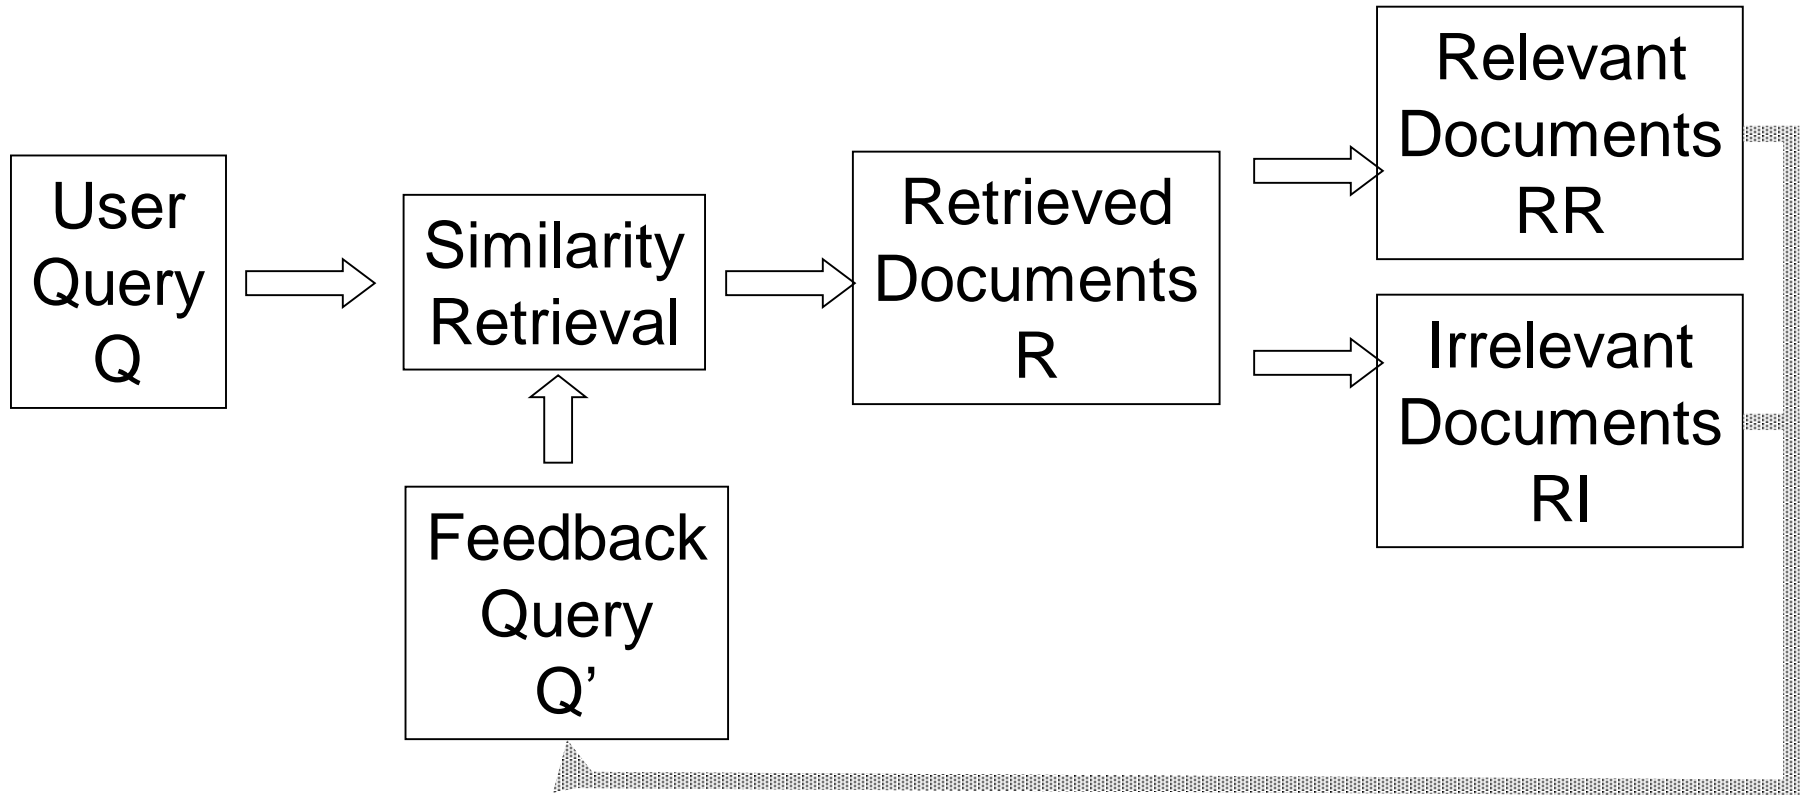 User
Query
Q
Similarity
Retrieval
Feedback
Query
Q’
Retrieved
Documents
R
Relevant
Documents
RR
Irrelevant
Documents
RI